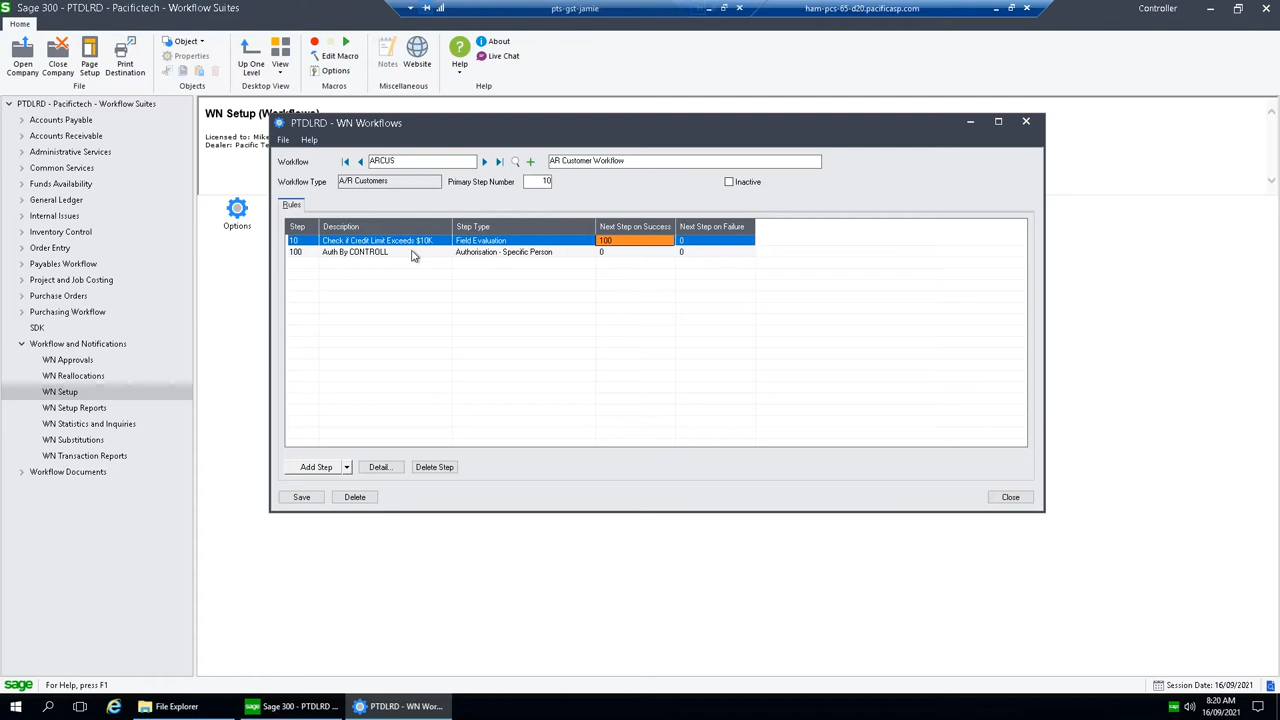 Sage 300 - PTDLRD - Pacifictech - Workflow Suites
pts-gst-jamie
ham-pcs-65-d20.pacificasp.com
Controller
Home
Open Company
Close Company
Page Setup
Print Destination
File
Object
Properties
Objects
Up One Level
View
Desktop View
Edit Macro
Options
Macros
Notes
Website
Miscellaneous
Help
About
Live Chat
Help
PTDLRD - Pacifictech - Workflow Suites
Accounts Payable
Accounts Receivable
Administrative Services
Common Services
Funds Availability
General Ledger
Internal Issues
Inventory Control
Order Entry
Payables Workflow
Project and Job Costing
Purchase Orders
Purchasing Workflow
SDK
Workflow and Notifications
WN Approvals
WN Reallocations
WN Setup
WN Setup Reports
WN Statistics and Inquiries
WN Substitutions
WN Transaction Reports
Workflow Documents
WN Setup (Workflows)
Licensed to: Mike
Dealer: Pacific Te
Options
PTDLRD - WN Workflows
File Help
Workflow ARCUS AR Customer Workflow
Workflow Type A/R Customers Primary Step Number 10 Inactive
Rules
Step Description Step Type Next Step on Success Next Step on Failure
10 Check if Credit Limit Exceeds $10K Field Evaluation 100 0
100 Auth By CONTROLL Authorisation - Specific Person 0 0
Add Step Detail... Delete Step
Save Delete Close
sage For Help, press F1
Session Date: 16/09/2021
File Explorer
Sage 300 - PTDLRD ...
PTDLRD - WN Wor...
8:20 AM
16/09/2021